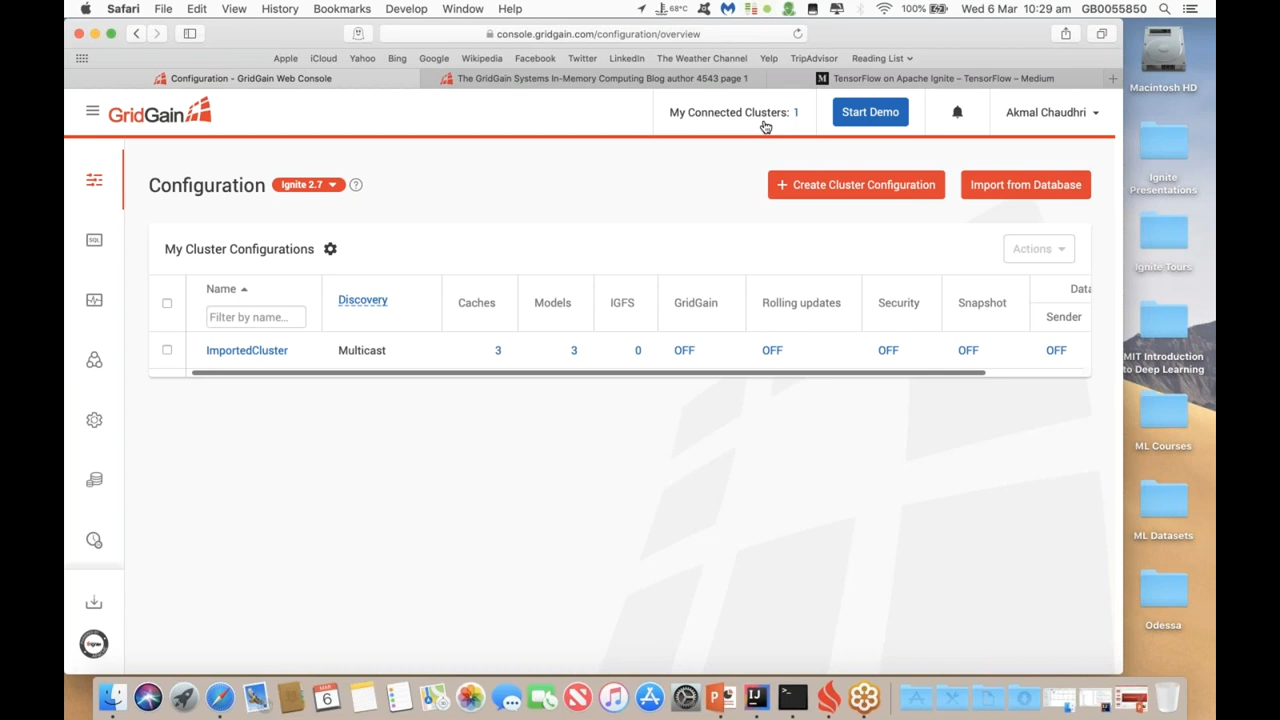 Safari File Edit View History Bookmarks Develop Window Help 68°C 100% Wed 6 Mar 10:29 am GB0055850
console.gridgain.com/configuration/overview
Apple iCloud Yahoo Bing Google Wikipedia Facebook Twitter LinkedIn The Weather Channel Yelp TripAdvisor Reading List
Configuration - GridGain Web Console The GridGain Systems In-Memory Computing Blog author 4543 page 1 M TensorFlow on Apache Ignite – TensorFlow – Medium +
GridGain My Connected Clusters: 1 Start Demo Akmal Chaudhri
Configuration Ignite 2.7 ? + Create Cluster Configuration Import from Database
My Cluster Configurations Actions
Name Discovery Caches Models IGFS GridGain Rolling updates Security Snapshot Data
Filter by name... Sender
ImportedCluster Multicast 3 3 0 OFF OFF OFF OFF OFF
SQL
Macintosh HD
Ignite
Presentations
Ignite Tours
MIT Introduction
to Deep Learning
ML Courses
ML Datasets
Odessa
6